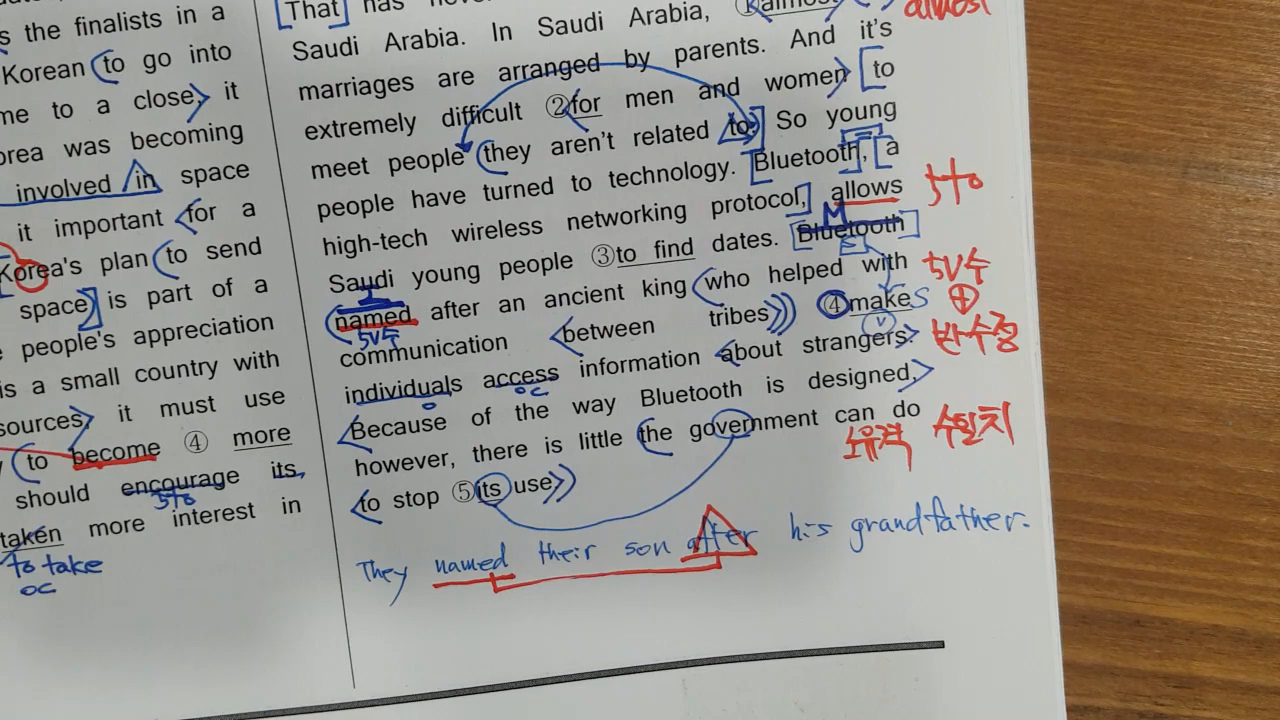 s the finalists in a
Korean to go into
me to a close, it
orea was becoming
involved in space
it important for a
Korea's plan to send
space is part of a
people's appreciation
is a small country with
sources, it must use
to become ④ more
should encourage its
5to
taken more interest in
to take
OC
That has
① almost
almost
Saudi Arabia. In Saudi Arabia,
marriages are arranged by parents. And it's
extremely difficult ② for men and women to
meet people they aren't related to. So young
people have turned to technology. Bluetooth, a
high-tech wireless networking protocol, allows
5to
M
Saudi young people ③ to find dates. Bluetooth
S
named after an ancient king who helped with
5V수
5V수
communication between tribes ④ makes
V
반수정
individuals access information about strangers.
O
OC
Because of the way Bluetooth is designed,
however, there is little the government can do
소유격
수일치
to stop ⑤ its use
They named their son after his grandfather.